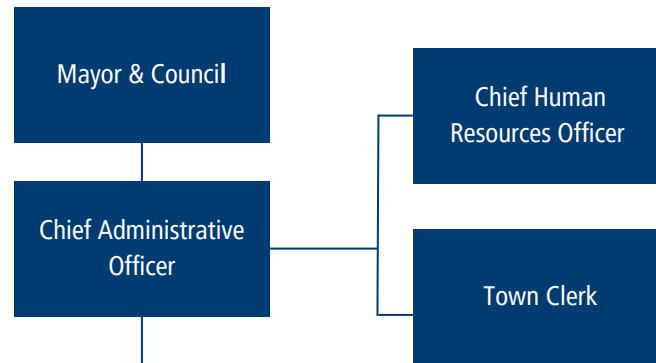 Mayor & Council
Chief Human
Resources Officer
Chief Administrative
Officer
Town Clerk